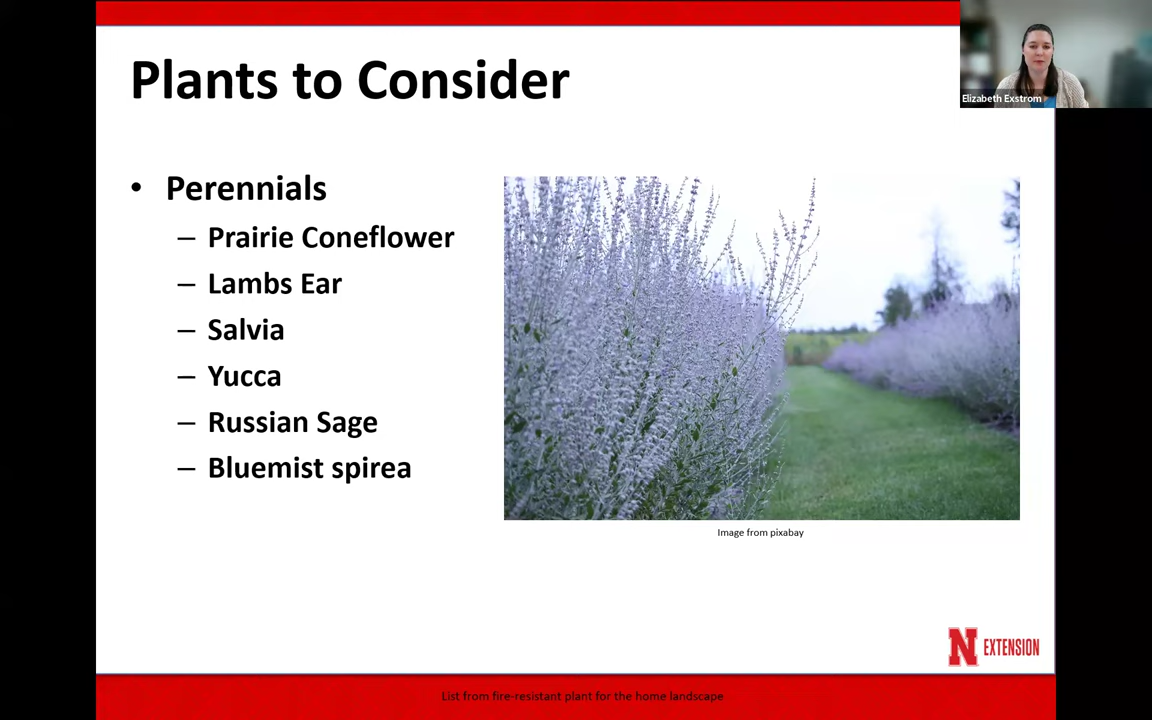 Plants to Consider
Elizabeth Exstrom
• Perennials
– Prairie Coneflower
– Lambs Ear
– Salvia
– Yucca
– Russian Sage
– Bluemist spirea
Image from pixabay
N EXTENSION
List from fire-resistant plant for the home landscape